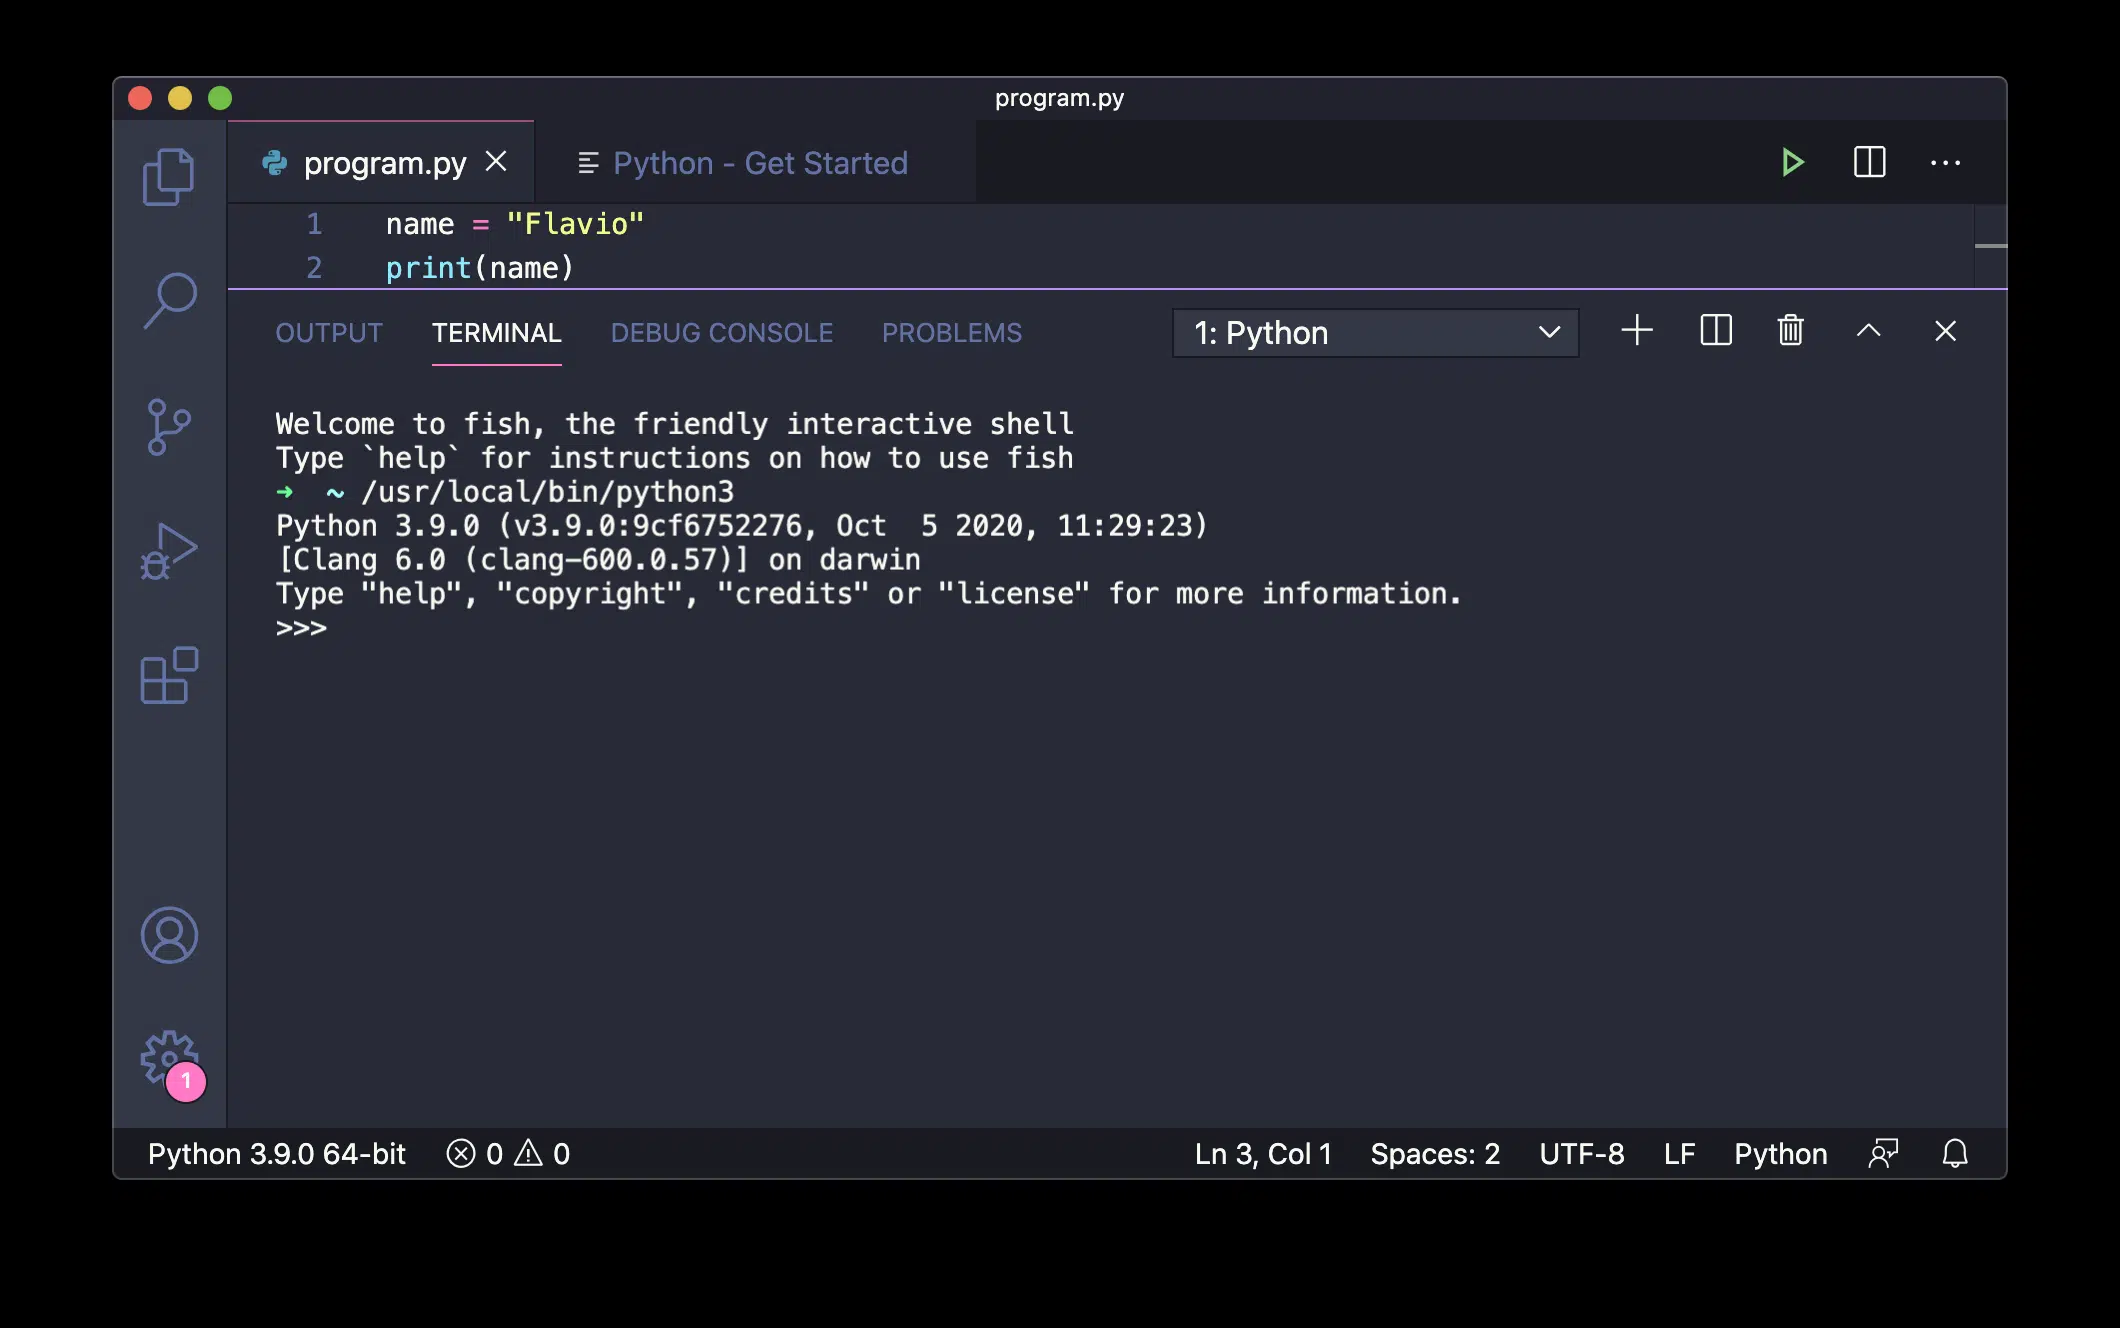 program.py
program.py
Python - Get Started
1 name = "Flavio"
2 print(name)
OUTPUT TERMINAL DEBUG CONSOLE PROBLEMS 1: Python
Welcome to fish, the friendly interactive shell
Type `help` for instructions on how to use fish
➜  ~ /usr/local/bin/python3
Python 3.9.0 (v3.9.0:9cf6752276, Oct  5 2020, 11:29:23)
[Clang 6.0 (clang-600.0.57)] on darwin
Type "help", "copyright", "credits" or "license" for more information.
>>>
1
Python 3.9.0 64-bit 0 0 Ln 3, Col 1 Spaces: 2 UTF-8 LF Python